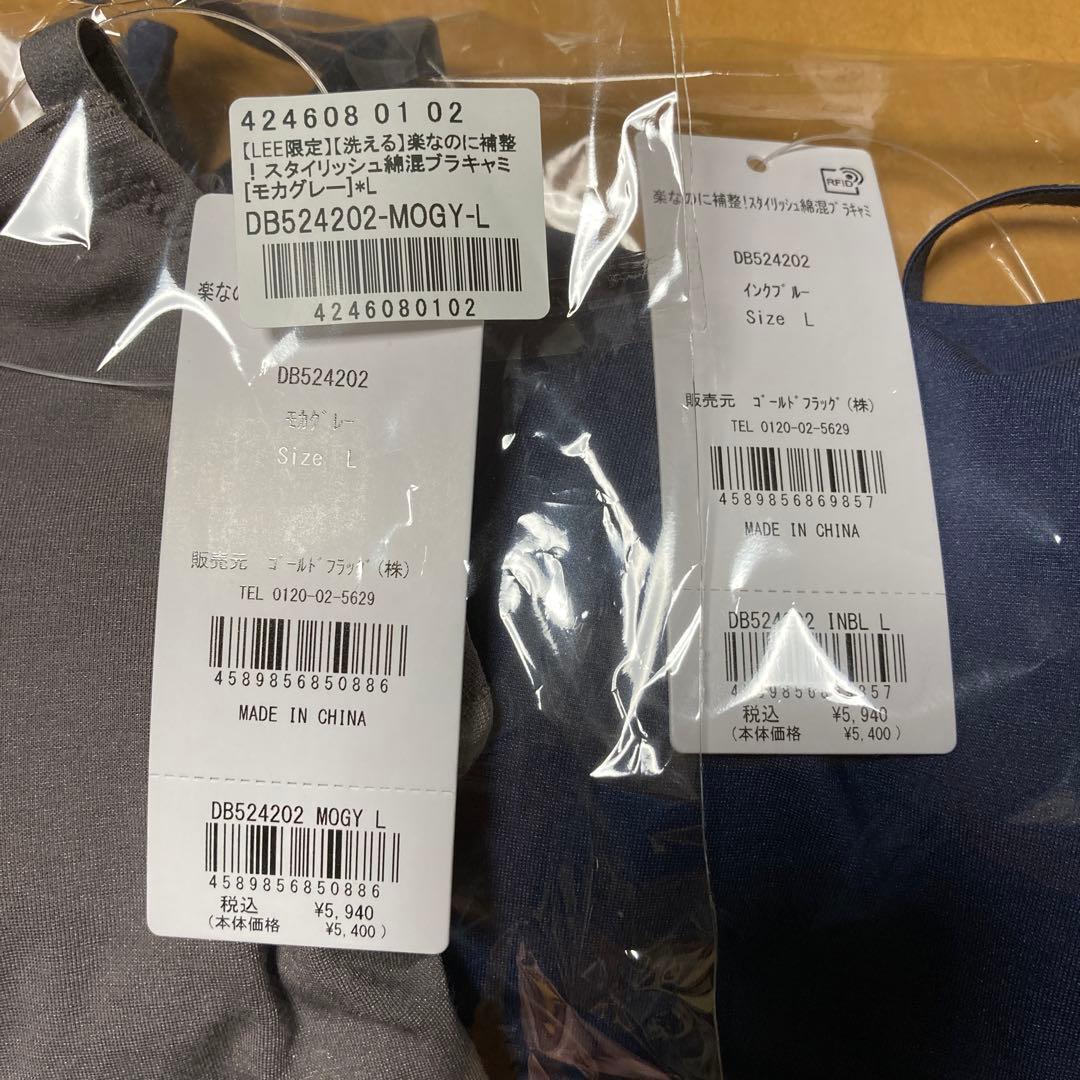 424608 01 02
【LEE限定】【洗える】楽なのに補整
！スタイリッシュ綿混ブラキャミ
[モカグレー]*L
DB524202-MOGY-L
4246080102
楽なの
DB524202
モカグレー
Size L
販売元 ゴールドフラッグ(株)
TEL 0120-02-5629
4589856850886
MADE IN CHINA
DB524202 MOGY L
4589856850886
税込 ¥5,940
(本体価格 ¥5,400)
RFID
楽なのに補整!スタイリッシュ綿混ブラキャミ
DB524202
インクブルー
Size L
販売元 ゴールドフラッグ(株)
TEL 0120-02-5629
4589856869857
MADE IN CHINA
DB524202 INBL L
税込 ¥5,940
(本体価格 ¥5,400)